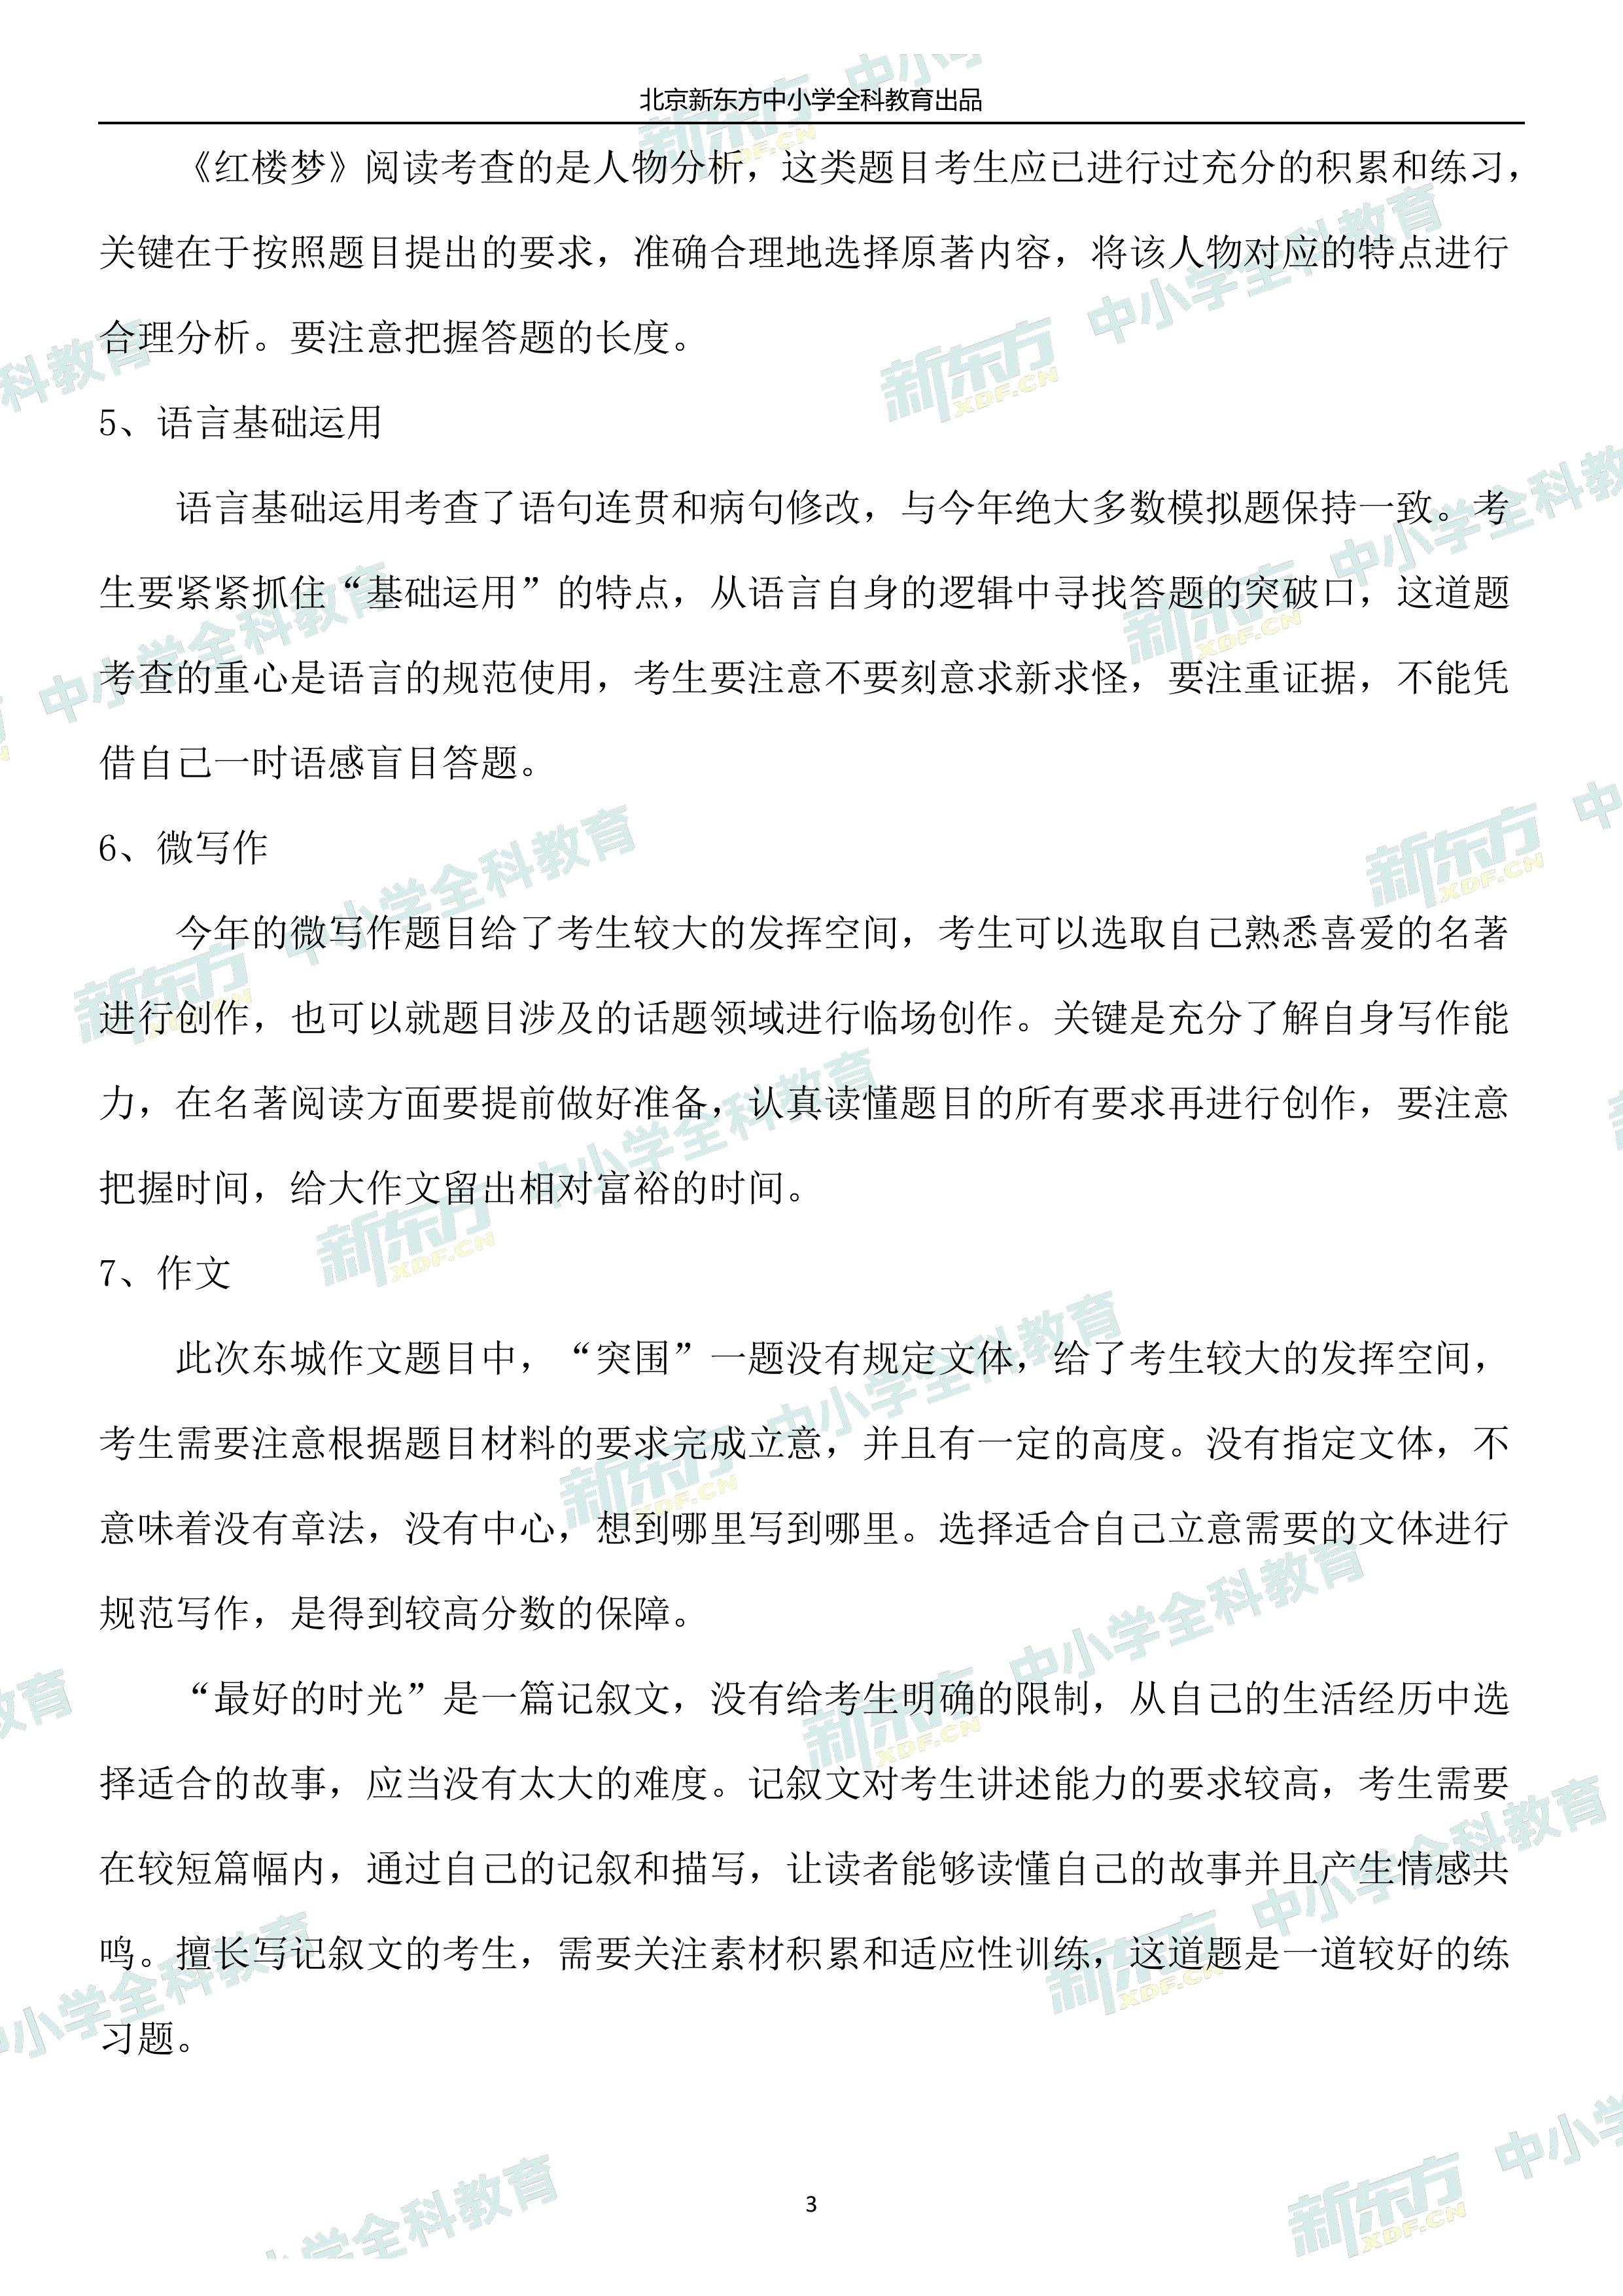 北京新东方中小学全科教育出品
《红楼梦》阅读考查的是人物分析，这类题目考生应已进行过充分的积累和练习，
关键在于按照题目提出的要求，准确合理地选择原著内容，将该人物对应的特点进行
合理分析。要注意把握答题的长度。
5、语言基础运用
语言基础运用考查了语句连贯和病句修改，与今年绝大多数模拟题保持一致。考
生要紧紧抓住“基础运用”的特点，从语言自身的逻辑中寻找答题的突破口，这道题
考查的重心是语言的规范使用，考生要注意不要刻意求新求怪，要注重证据，不能凭
借自己一时语感盲目答题。
6、微写作
今年的微写作题目给了考生较大的发挥空间，考生可以选取自己熟悉喜爱的名著
进行创作，也可以就题目涉及的话题领域进行临场创作。关键是充分了解自身写作能
力，在名著阅读方面要提前做好准备，认真读懂题目的所有要求再进行创作，要注意
把握时间，给大作文留出相对富裕的时间。
7、作文
此次东城作文题目中，“突围”一题没有规定文体，给了考生较大的发挥空间，
考生需要注意根据题目材料的要求完成立意，并且有一定的高度。没有指定文体，不
意味着没有章法，没有中心，想到哪里写到哪里。选择适合自己立意需要的文体进行
规范写作，是得到较高分数的保障。
“最好的时光”是一篇记叙文，没有给考生明确的限制，从自己的生活经历中选
择适合的故事，应当没有太大的难度。记叙文对考生讲述能力的要求较高，考生需要
在较短篇幅内，通过自己的记叙和描写，让读者能够读懂自己的故事并且产生情感共
鸣。擅长写记叙文的考生，需要关注素材积累和适应性训练，这道题是一道较好的练
习题。
3
新东方 XDF.CN 中小学全科教育